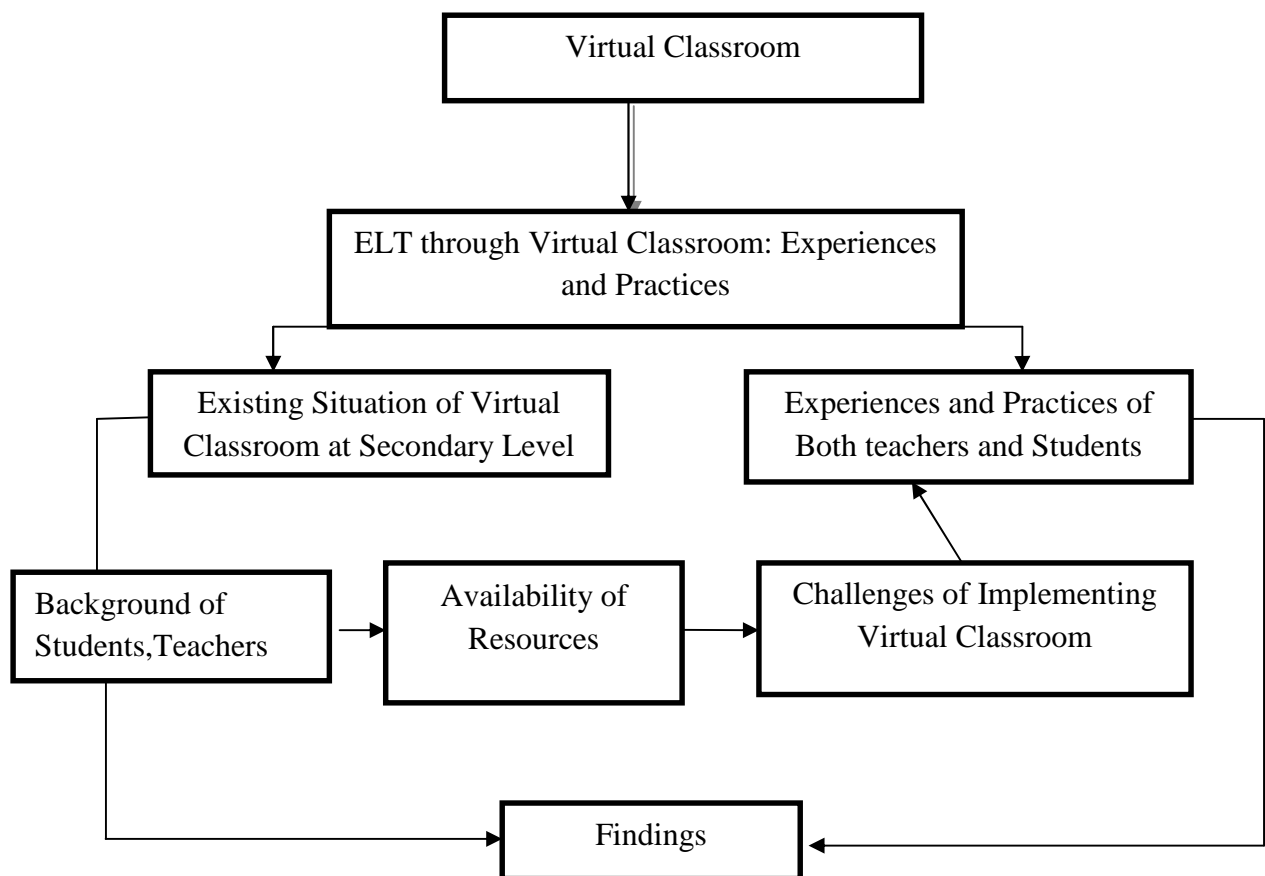 Virtual Classroom
ELT through Virtual Classroom: Experiences
and Practices
Existing Situation of Virtual
Classroom at Secondary Level
Experiences and Practices of
Both teachers and Students
Background of
Students,Teachers
Availability of
Resources
Challenges of Implementing
Virtual Classroom
Findings